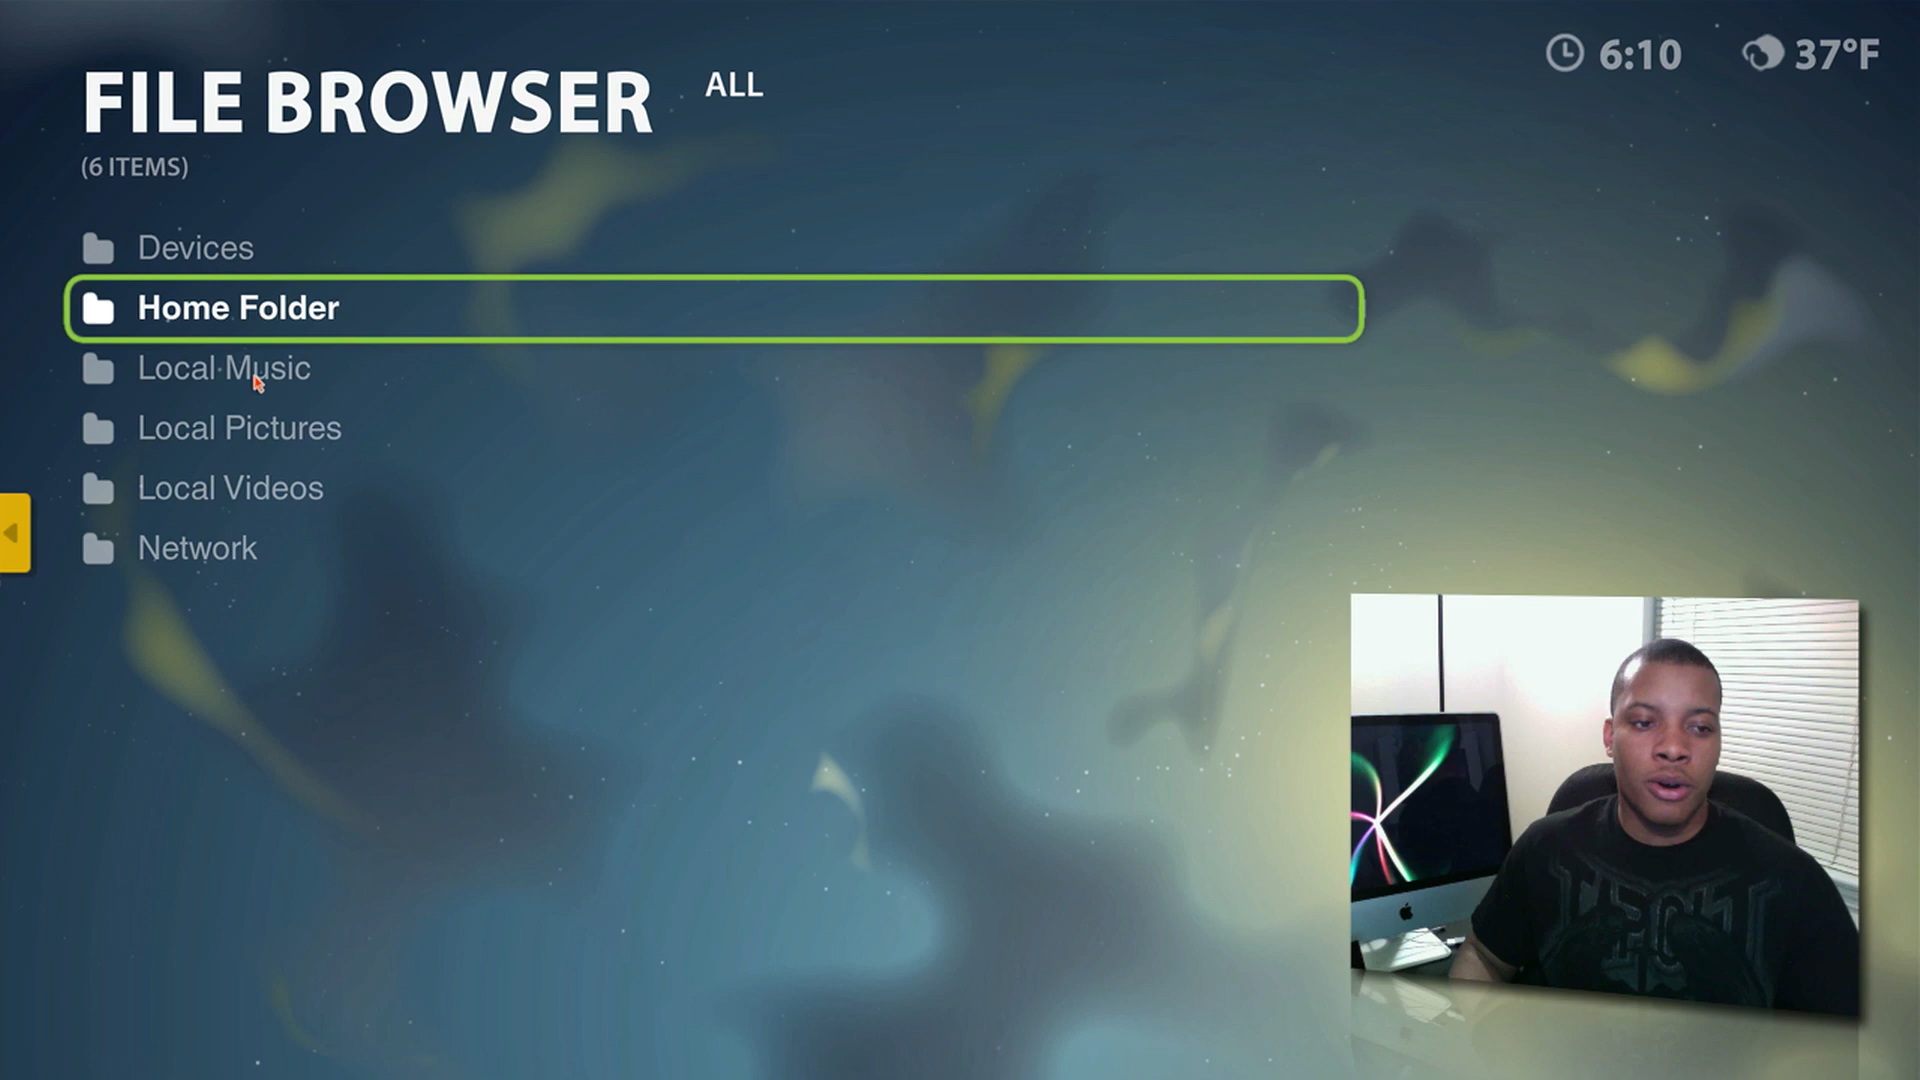 6:10 37°F
FILE BROWSER ALL
(6 ITEMS)
Devices
Home Folder
Local Music
Local Pictures
Local Videos
Network